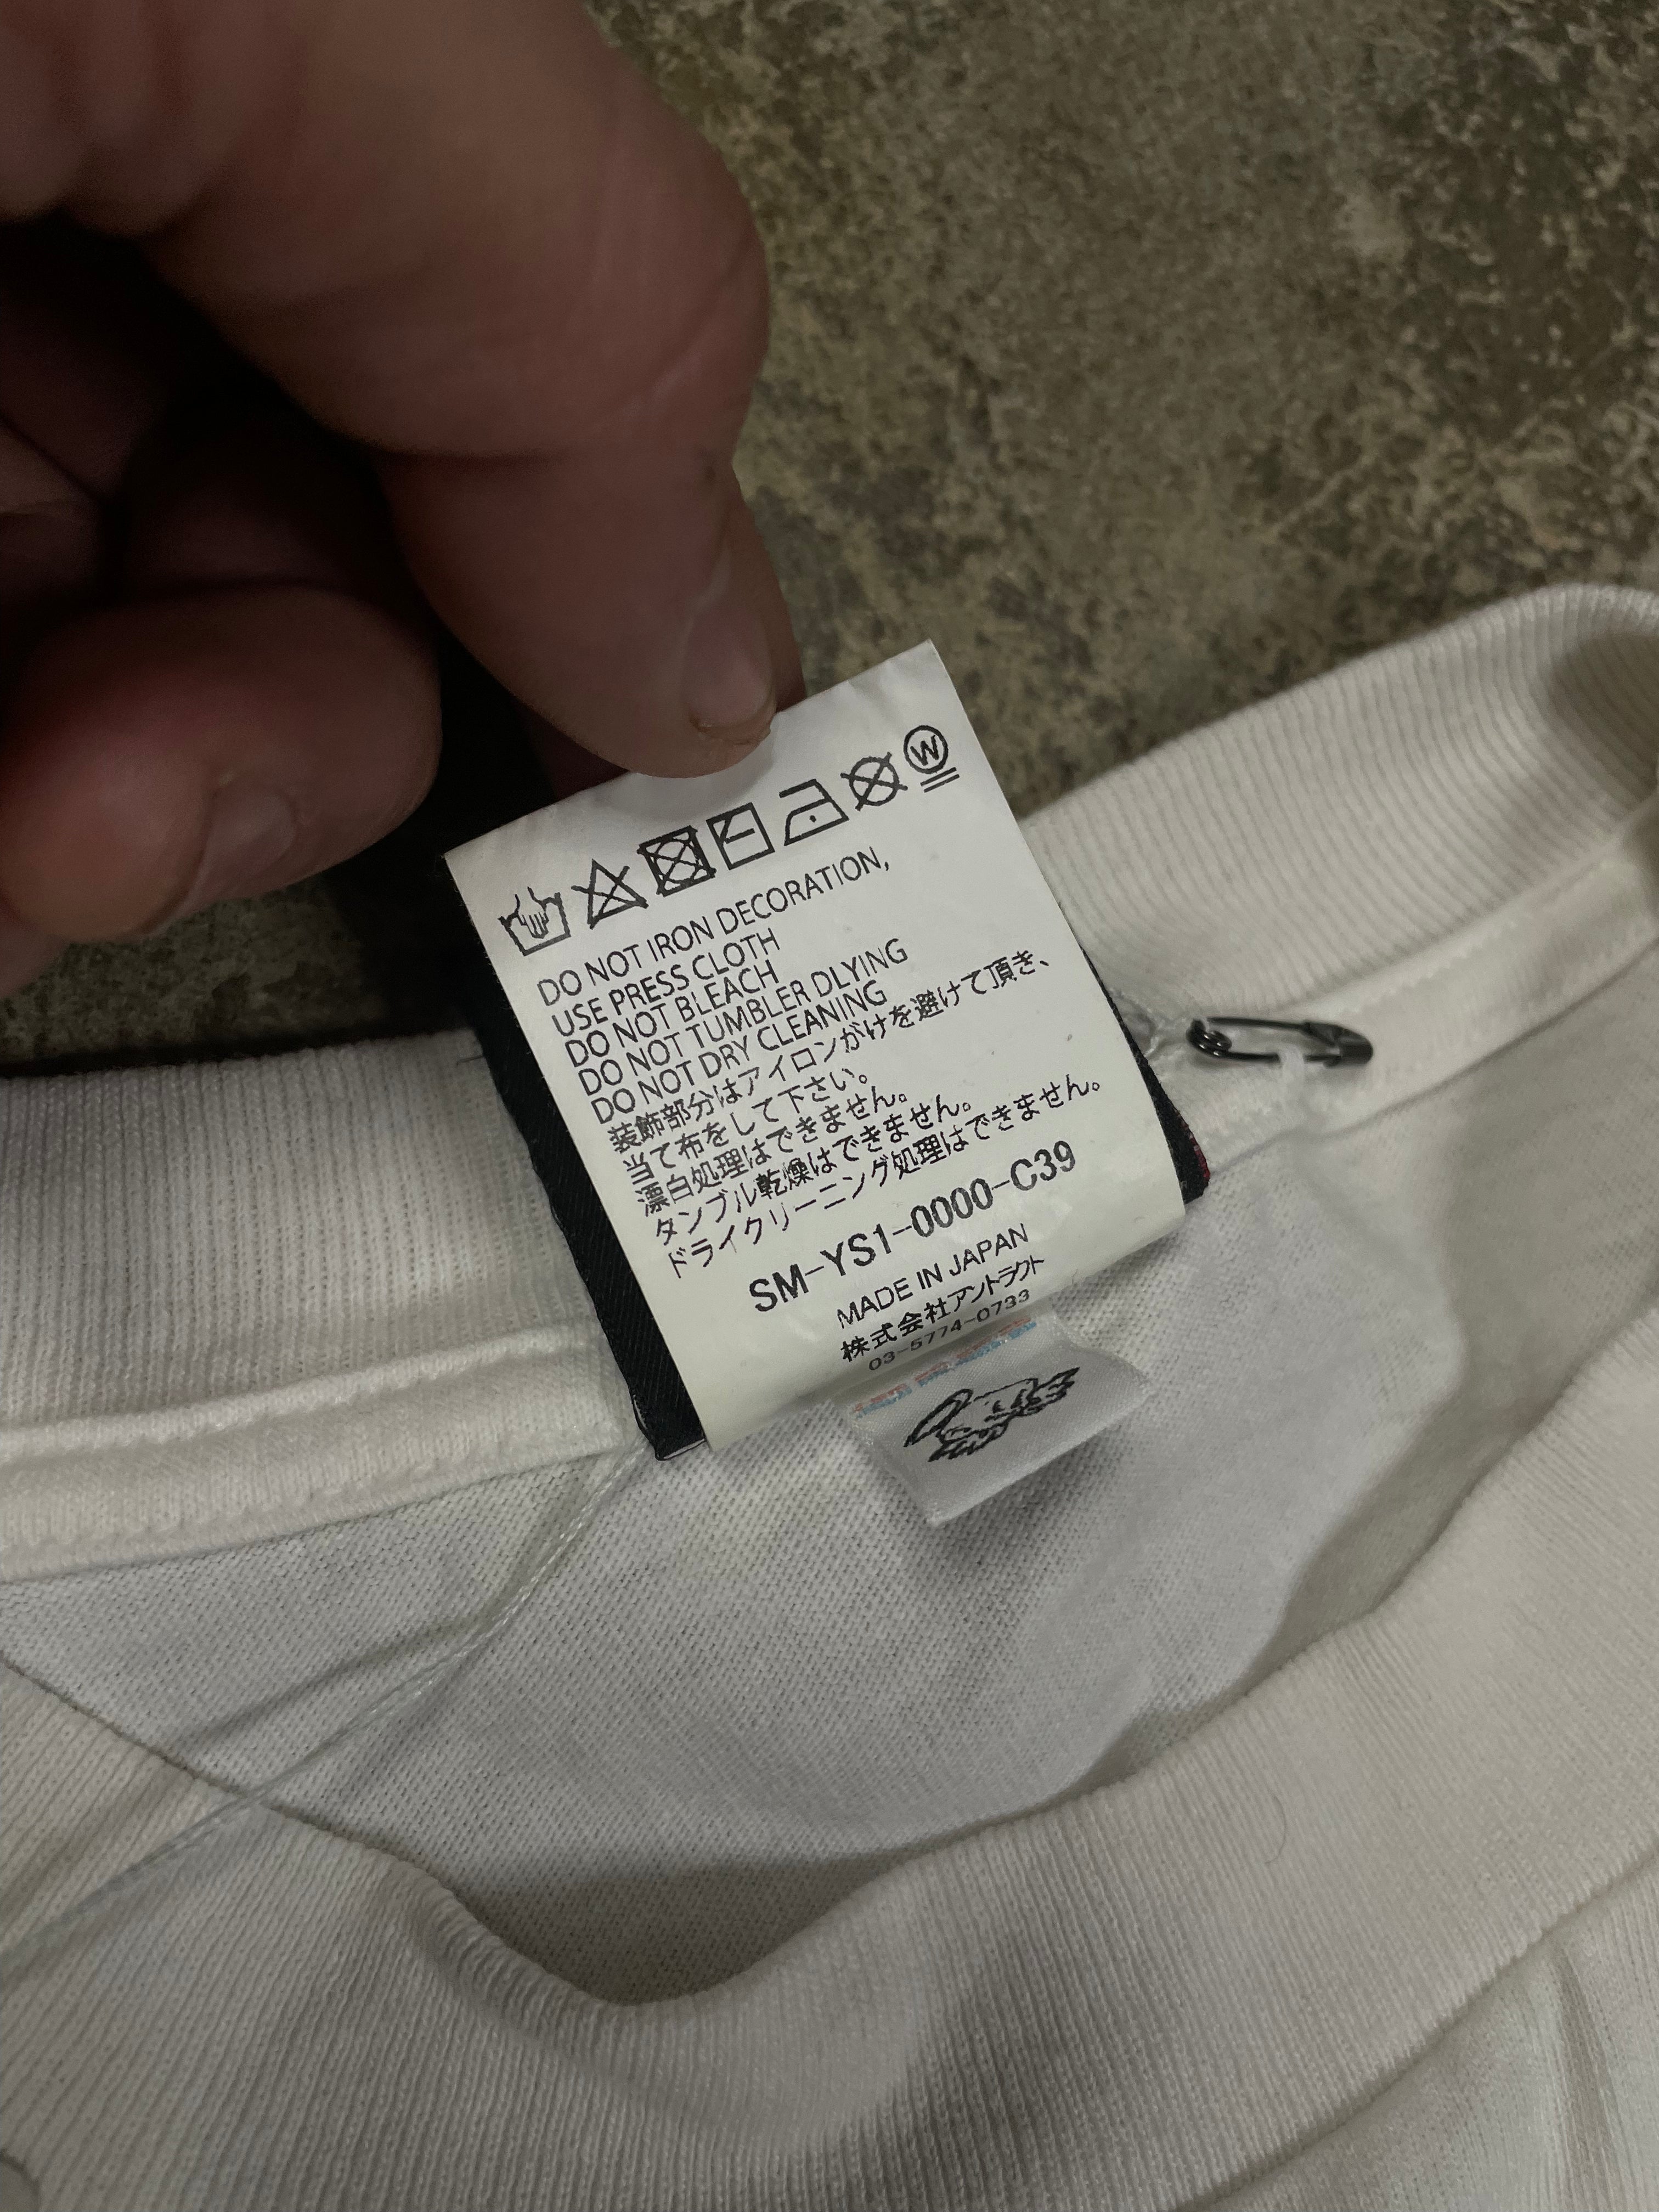 W
DO NOT IRON DECORATION,
USE PRESS CLOTH
DO NOT BLEACH
DO NOT TUMBLER DLYING
DO NOT DRY CLEANING
装飾部分はアイロンがけを避けて頂き、
当て布をして下さい。
漂白処理はできません。
タンブル乾燥はできません。
ドライクリーニング処理はできません。
SM-YS1-0000-C39
MADE IN JAPAN
株式会社アントラクト
03-5774-0733